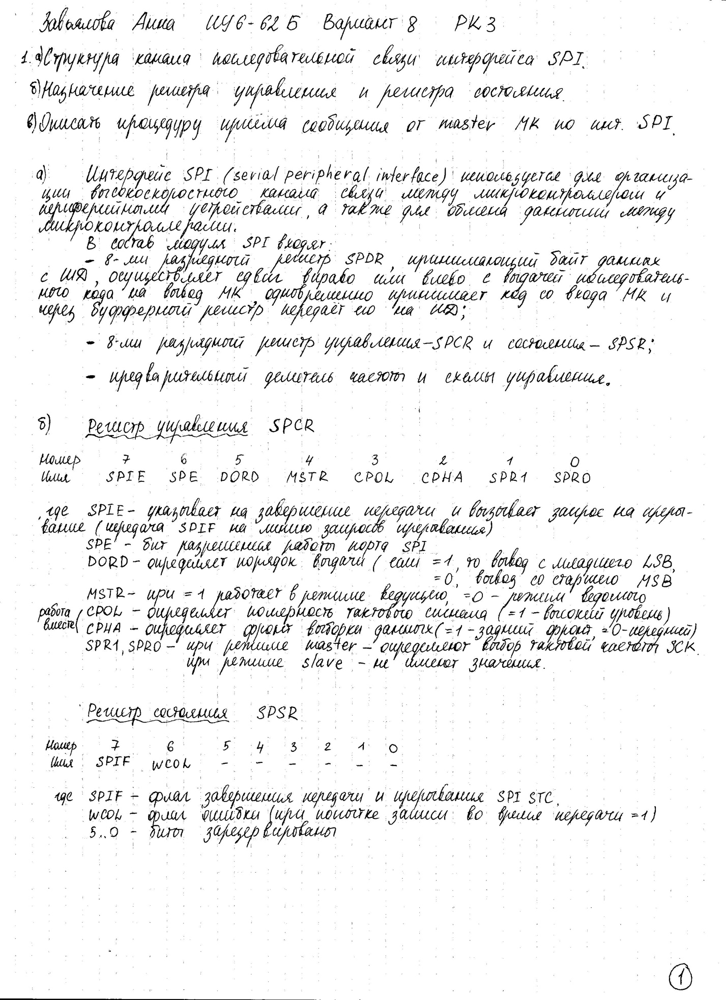 Завьялова Анна ИУ6-62Б Вариант 8 РК3
1. а) Структура канала последовательной связи интерфейса SPI.
б) Назначение регистра управления и регистра состояния.
в) Описать процедуру приёма сообщения от master МК по инт. SPI.
а) Интерфейс SPI (serial peripheral interface) используется для организа-
ции высокоскоростного канала связи между микроконтроллером и
периферийными устройствами, а также для обмена данными между
микроконтроллерами.
В состав модуля SPI входят:
- 8-ми разрядный регистр SPDR, принимающий байт данных
с ШД, осуществляет сдвиг вправо или влево с выдачей последователь-
ного кода на вывод МК, одновременно принимает код со входа МК и
через буфферный регистр передаёт его на ШД;
- 8-ми разрядный регистр управления - SPCR и состояния - SPSR;
- предварительный делитель частоты и схемы управления.
б) Регистр управления SPCR
Номер 7 6 5 4 3 2 1 0
Имя SPIE SPE DORD MSTR CPOL CPHA SPR1 SPR0
где SPIE - указывает на завершение передачи и вызывает запрос на преры-
вание (передача SPIF на линию запросов прерывания)
SPE - бит разрешения работы порта SPI
DORD - определяет порядок выдачи (если =1, то вывод с младшего LSB,
=0, вывод со старшего MSB
MSTR - при =1 работает в режиме ведущего, =0 - режим ведомого
работа CPOL - определяет полярность тактового сигнала (=1 - высокий уровень)
вместе CPHA - определяет фронт выборки данных (=1 - задний фронт, =0 - передний)
SPR1, SPR0 - при режиме master - определяют выбор тактовой частоты SCK
при режиме slave - не имеют значения.
Регистр состояния SPSR
Номер 7 6 5 4 3 2 1 0
Имя SPIF WCOL - - - - - -
где SPIF - флаг завершения передачи и прерывания SPI STC.
WCOL - флаг ошибки (при попытке записи во время передачи =1)
5..0 - биты зарезервированы
1